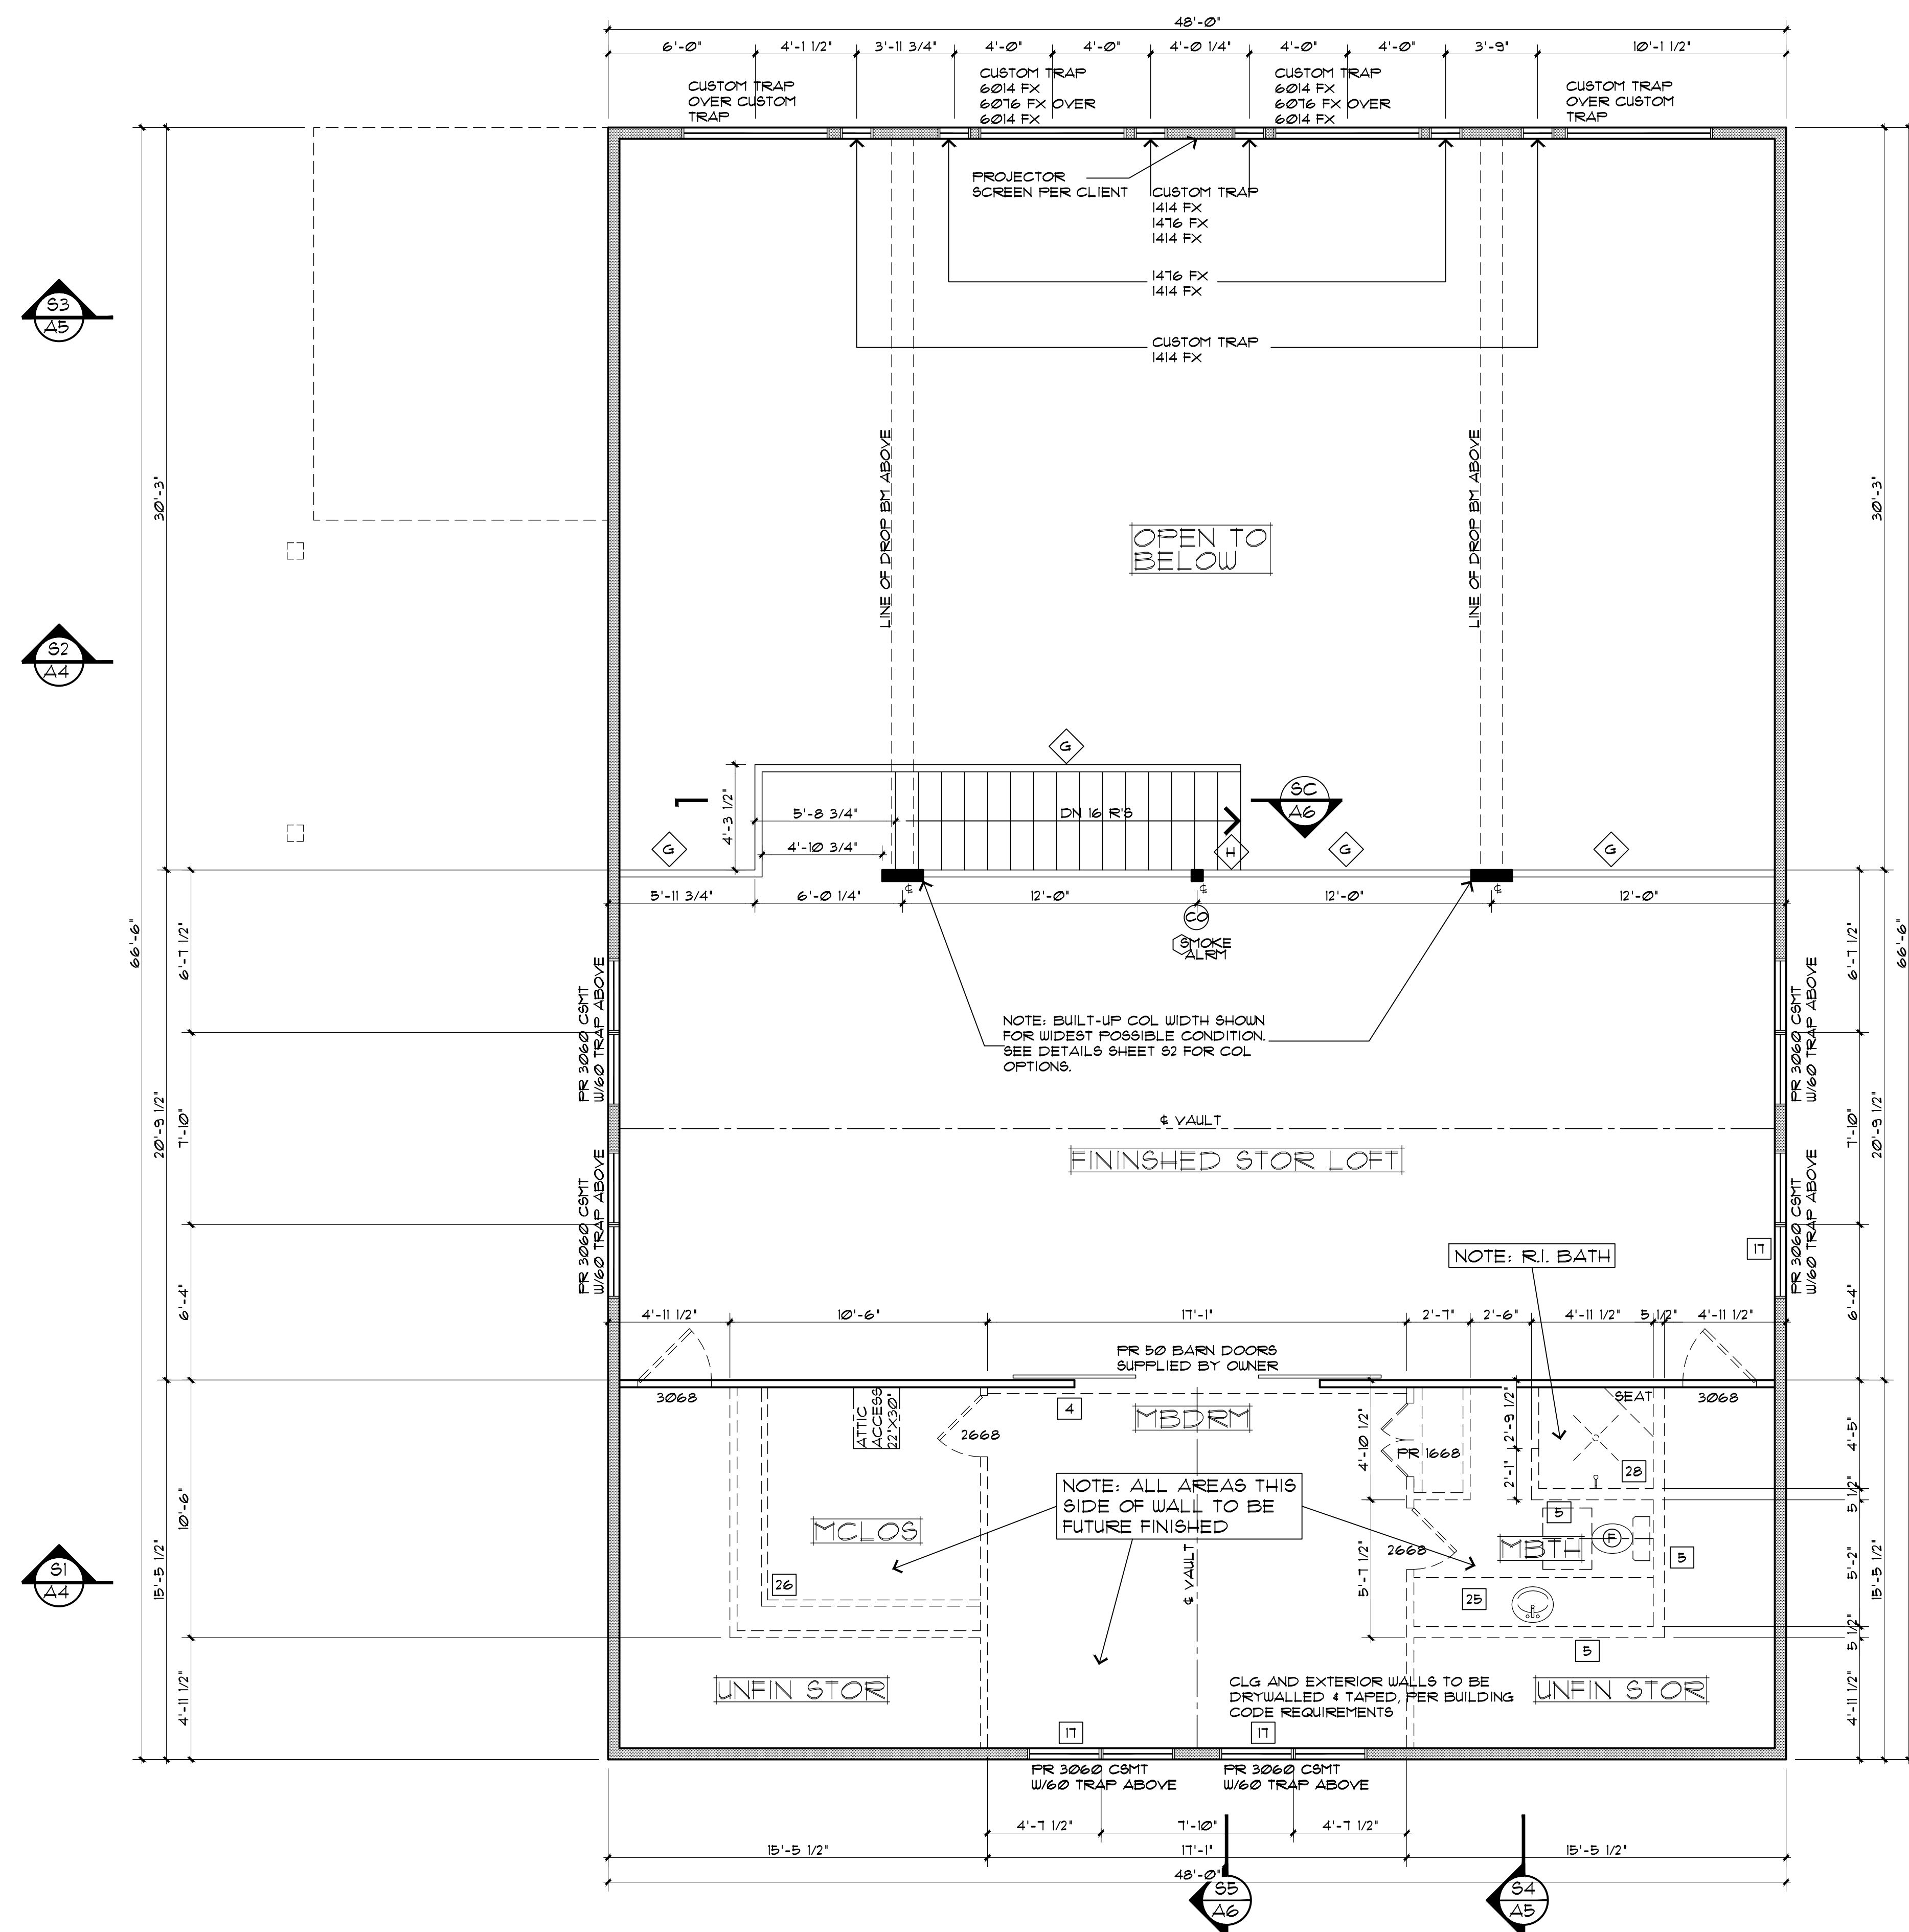 48'-0"
6'-0" 4'-1 1/2" 3'-11 3/4" 4'-0" 4'-0" 4'-0 1/4" 4'-0" 4'-0" 3'-9" 10'-1 1/2"
CUSTOM TRAP
OVER CUSTOM
TRAP
CUSTOM TRAP
6014 FX
6076 FX OVER
6014 FX
CUSTOM TRAP
6014 FX
6076 FX OVER
6014 FX
CUSTOM TRAP
OVER CUSTOM
TRAP
PROJECTOR
SCREEN PER CLIENT
CUSTOM TRAP
1414 FX
1476 FX
1414 FX
1476 FX
1414 FX
CUSTOM TRAP
1414 FX
S3
A5
S2
A4
30'-3"
30'-3"
LINE OF DROP BM ABOVE
LINE OF DROP BM ABOVE
OPEN TO
BELOW
G
1
4'-3 1/2"
5'-8 3/4"
DN 16 R'S
4'-10 3/4"
SC
A6
G
H
G
G
5'-11 3/4" 6'-0 1/4" 12'-0" 12'-0" 12'-0"
CO
SMOKE
ALRM
66'-6"
20'-9 1/2"
6'-7 1/2"
7'-10"
6'-4"
PR 3060 CSMT
W/60 TRAP ABOVE
PR 3060 CSMT
W/60 TRAP ABOVE
NOTE: BUILT-UP COL WIDTH SHOWN
FOR WIDEST POSSIBLE CONDITION.
SEE DETAILS SHEET S2 FOR COL
OPTIONS.
PR 3060 CSMT
W/60 TRAP ABOVE
PR 3060 CSMT
W/60 TRAP ABOVE
6'-7 1/2"
7'-10"
6'-4"
20'-9 1/2"
66'-6"
℄ VAULT
FININSHED STOR LOFT
17
NOTE: R.I. BATH
4'-11 1/2" 10'-6" 17'-1" 2'-7" 2'-6" 4'-11 1/2" 5 1/2" 4'-11 1/2"
PR 50 BARN DOORS
SUPPLIED BY OWNER
3068
ATTIC
ACCESS
22"X30"
2668
4
MBDRM
PR 1668
SEAT
3068
4'-10 1/2"
5'-7 1/2"
2'-9 1/2"
2'-1"
28
NOTE: ALL AREAS THIS
SIDE OF WALL TO BE
FUTURE FINISHED
MCLOS
26
℄ VAULT
2668
5
MBTH
F
5
25
5
S1
A4
15'-5 1/2"
10'-6"
4'-11 1/2"
4'-5"
5 1/2"
5'-2"
5 1/2"
4'-11 1/2"
15'-5 1/2"
UNFIN STOR
CLG AND EXTERIOR WALLS TO BE
DRYWALLED & TAPED, PER BUILDING
CODE REQUIREMENTS
UNFIN STOR
17
17
PR 3060 CSMT
W/60 TRAP ABOVE
PR 3060 CSMT
W/60 TRAP ABOVE
4'-7 1/2" 7'-10" 4'-7 1/2"
15'-5 1/2" 17'-1" 15'-5 1/2"
48'-0"
S5
A6
S4
A5